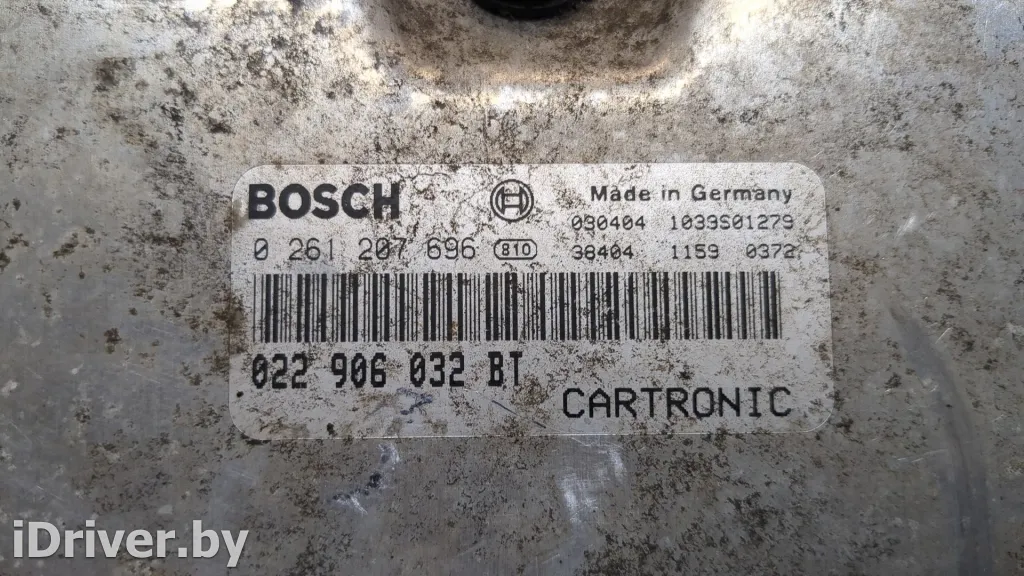 BOSCH
Made in Germany
030404 1039S01279
0 261 207 696 810 38404 1159 0372
022 906 032 BT
CARTRONIC
iDriver.by